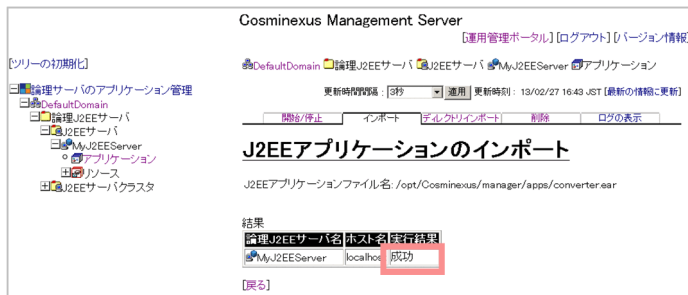 Cosminexus Management Server
[運用管理ポータル] [ログアウト] [バージョン情報]
[ツリーの初期化]
DefaultDomain 論理J2EEサーバ J2EEサーバ MyJ2EEServer アプリケーション
論理サーバのアプリケーション管理
DefaultDomain
論理J2EEサーバ
J2EEサーバ
MyJ2EEServer
アプリケーション
リソース
J2EEサーバクラスタ
更新時間間隔 : 3秒 適用 更新時刻 : 13/02/27 16:43 JST [最新の情報に更新]
開始/停止 インポート ディレクトリインポート 削除 ログの表示
J2EEアプリケーションのインポート
J2EEアプリケーションファイル名: /opt/Cosminexus/manager/apps/converter.ear
結果
論理J2EEサーバ名 ホスト名 実行結果
MyJ2EEServer localhost 成功
[戻る]